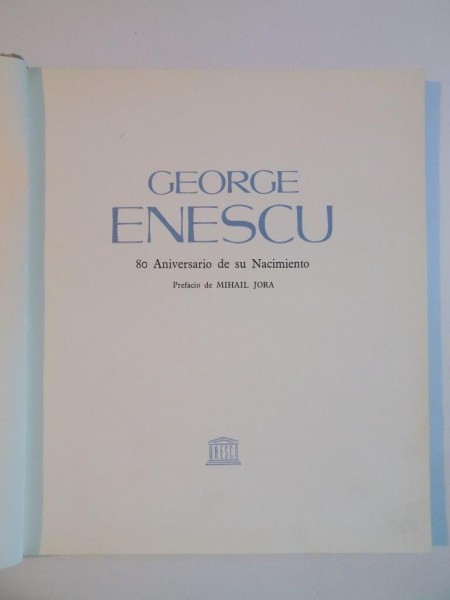 GEORGE
ENESCU
80 Aniversario de su Nacimiento
Prefacio de MIHAIL JORA
UNESCO